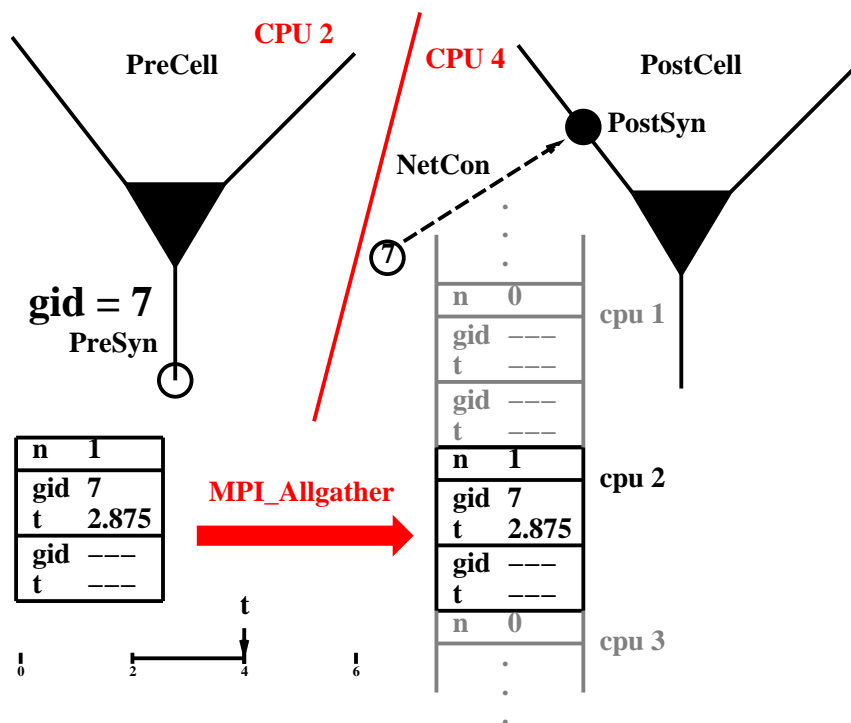 CPU 2
PreCell
CPU 4
PostCell
PostSyn
NetCon
7
gid = 7
PreSyn
n 0
cpu 1
gid −−−
t −−−
gid −−−
t −−−
n 1
gid 7
t 2.875
gid −−−
t −−−
MPI_Allgather
n 1
cpu 2
gid 7
t 2.875
gid −−−
t −−−
n 0
cpu 3
t
0 2 4 6